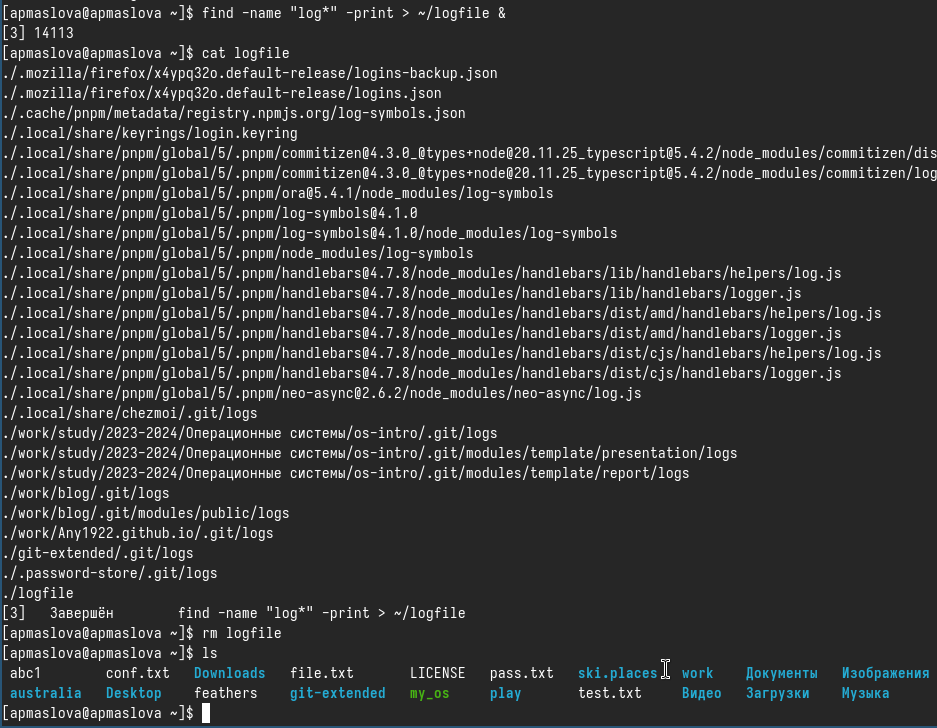 [apmaslova@apmaslova ~]$ find -name "log*" -print > ~/logfile &
[3] 14113
[apmaslova@apmaslova ~]$ cat logfile
./.mozilla/firefox/x4ypq32o.default-release/logins-backup.json
./.mozilla/firefox/x4ypq32o.default-release/logins.json
./.cache/pnpm/metadata/registry.npmjs.org/log-symbols.json
./.local/share/keyrings/login.keyring
./.local/share/pnpm/global/5/.pnpm/commitizen@4.3.0_@types+node@20.11.25_typescript@5.4.2/node_modules/commitizen/dis
./.local/share/pnpm/global/5/.pnpm/commitizen@4.3.0_@types+node@20.11.25_typescript@5.4.2/node_modules/commitizen/log
./.local/share/pnpm/global/5/.pnpm/ora@5.4.1/node_modules/log-symbols
./.local/share/pnpm/global/5/.pnpm/log-symbols@4.1.0
./.local/share/pnpm/global/5/.pnpm/log-symbols@4.1.0/node_modules/log-symbols
./.local/share/pnpm/global/5/.pnpm/node_modules/log-symbols
./.local/share/pnpm/global/5/.pnpm/handlebars@4.7.8/node_modules/handlebars/lib/handlebars/helpers/log.js
./.local/share/pnpm/global/5/.pnpm/handlebars@4.7.8/node_modules/handlebars/lib/handlebars/logger.js
./.local/share/pnpm/global/5/.pnpm/handlebars@4.7.8/node_modules/handlebars/dist/amd/handlebars/helpers/log.js
./.local/share/pnpm/global/5/.pnpm/handlebars@4.7.8/node_modules/handlebars/dist/amd/handlebars/logger.js
./.local/share/pnpm/global/5/.pnpm/handlebars@4.7.8/node_modules/handlebars/dist/cjs/handlebars/helpers/log.js
./.local/share/pnpm/global/5/.pnpm/handlebars@4.7.8/node_modules/handlebars/dist/cjs/handlebars/logger.js
./.local/share/pnpm/global/5/.pnpm/neo-async@2.6.2/node_modules/neo-async/log.js
./.local/share/chezmoi/.git/logs
./work/study/2023-2024/Операционные системы/os-intro/.git/logs
./work/study/2023-2024/Операционные системы/os-intro/.git/modules/template/presentation/logs
./work/study/2023-2024/Операционные системы/os-intro/.git/modules/template/report/logs
./work/blog/.git/logs
./work/blog/.git/modules/public/logs
./work/Any1922.github.io/.git/logs
./git-extended/.git/logs
./.password-store/.git/logs
./logfile
[3]   Завершён        find -name "log*" -print > ~/logfile
[apmaslova@apmaslova ~]$ rm logfile
[apmaslova@apmaslova ~]$ ls
abc1 conf.txt Downloads file.txt LICENSE pass.txt ski.places work Документы Изображения
australia Desktop feathers git-extended my_os play test.txt Видео Загрузки Музыка
[apmaslova@apmaslova ~]$